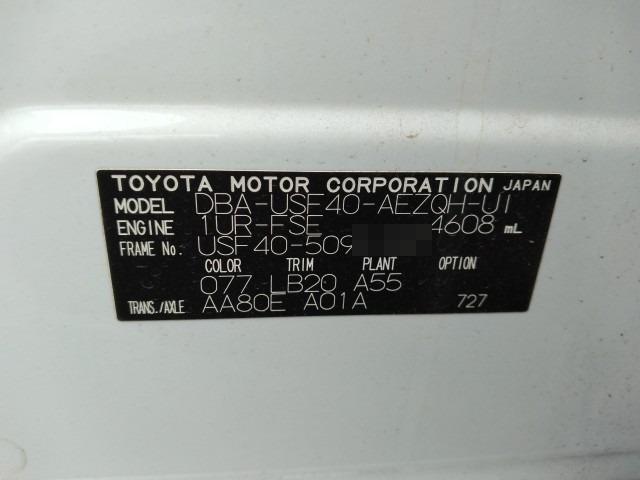 TOYOTA MOTOR CORPORATION JAPAN
MODEL DBA-USF40-AEZQH-UI
ENGINE 1UR-FSE 4608 mL
FRAME No. USF40-509
COLOR TRIM PLANT OPTION
077 LB20 A55
TRANS./AXLE AA80E A01A 727